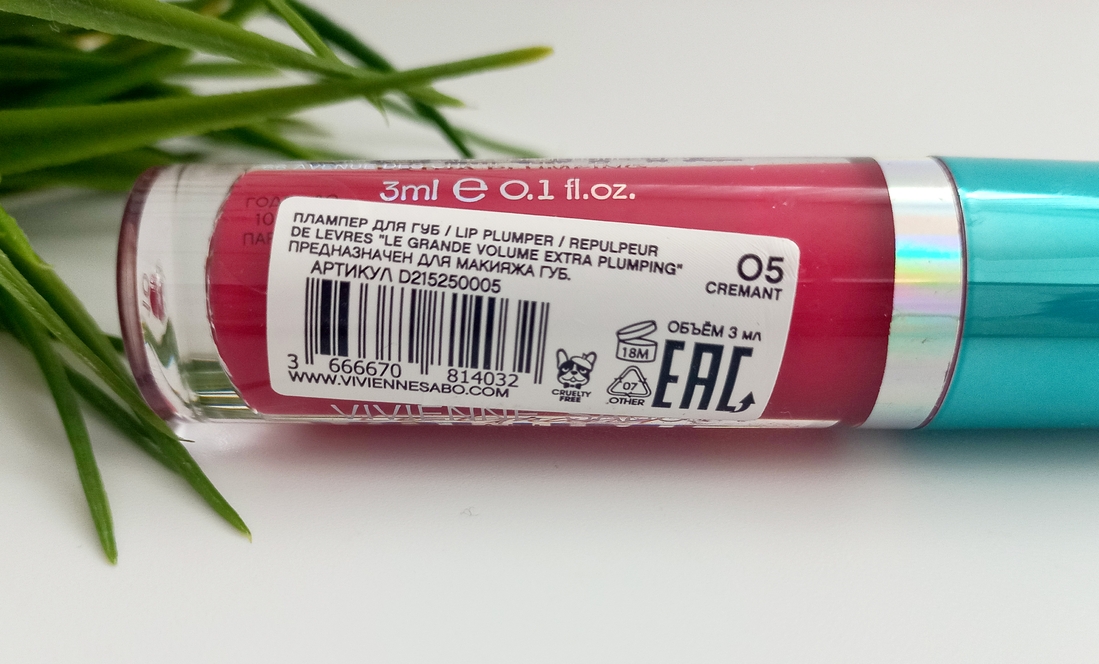 3ml e 0.1 fl.oz.
ПЛАМПЕР ДЛЯ ГУБ / LIP PLUMPER / REPULPEUR
DE LEVRES "LE GRANDE VOLUME EXTRA PLUMPING"
ПРЕДНАЗНАЧЕН ДЛЯ МАКИЯЖА ГУБ.
АРТИКУЛ D215250005
05
CREMANT
3 666670 814032
WWW.VIVIENNESABO.COM
CRUELTY
FREE
18M
07
OTHER
ОБЪЁМ 3 МЛ
EAC
VIVIENNE